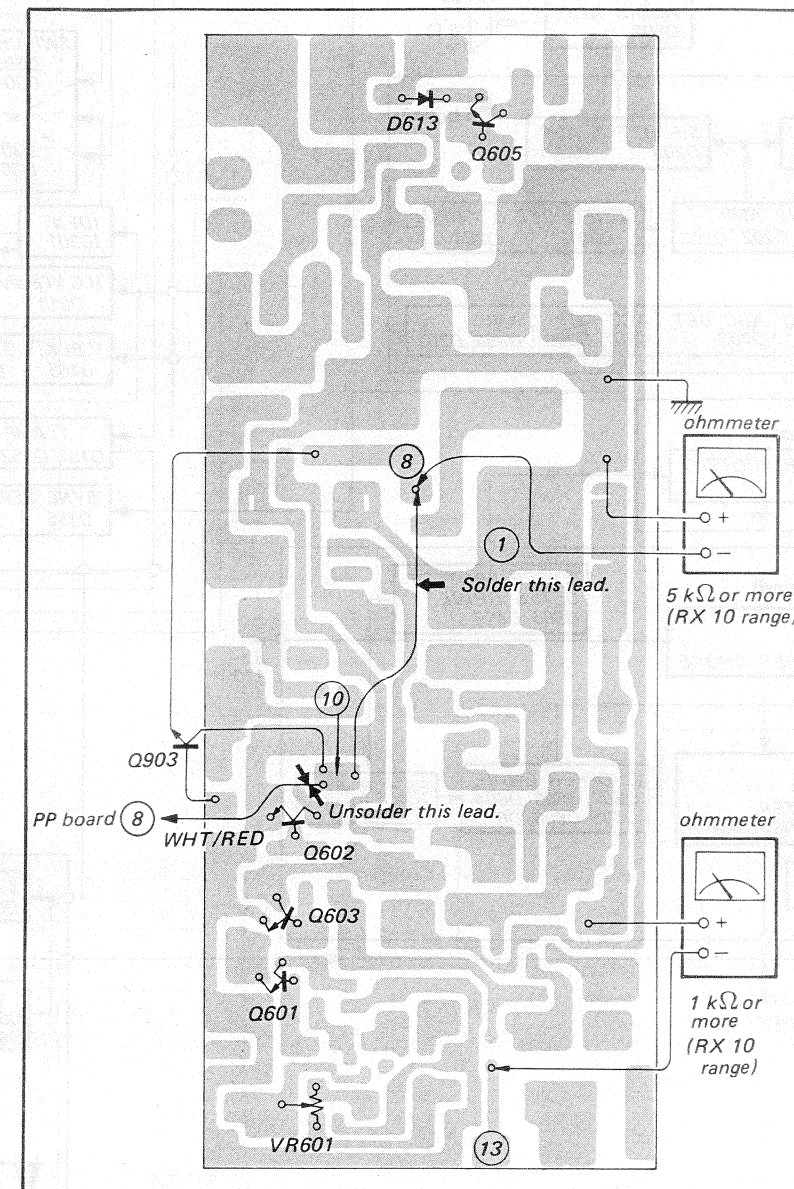 D613
Q605
ohmmeter
8
+
1
−
Solder this lead.
5 kΩ or more
(RX 10 range)
10
Q903
Unsolder this lead.
PP board 8
WHT/RED
ohmmeter
Q602
Q603
+
−
Q601
1 kΩ or
more
(RX 10
range)
VR601
13